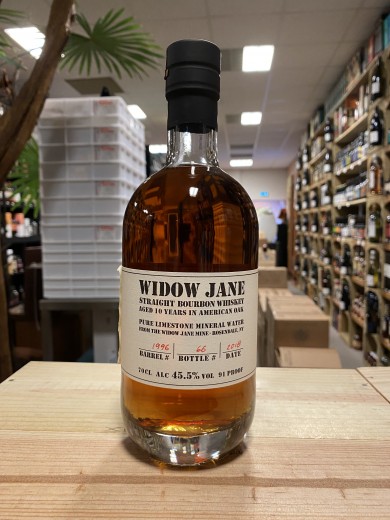 WIDOW JANE
STRAIGHT BOURBON WHISKEY
AGED 10 YEARS IN AMERICAN OAK
PURE LIMESTONE MINERAL WATER
FROM THE WIDOW JANE MINE - ROSENDALE, NY
1996 66 2018
BARREL # BOTTLE # DATE
70CL ALC 45.5% VOL 91 PROOF